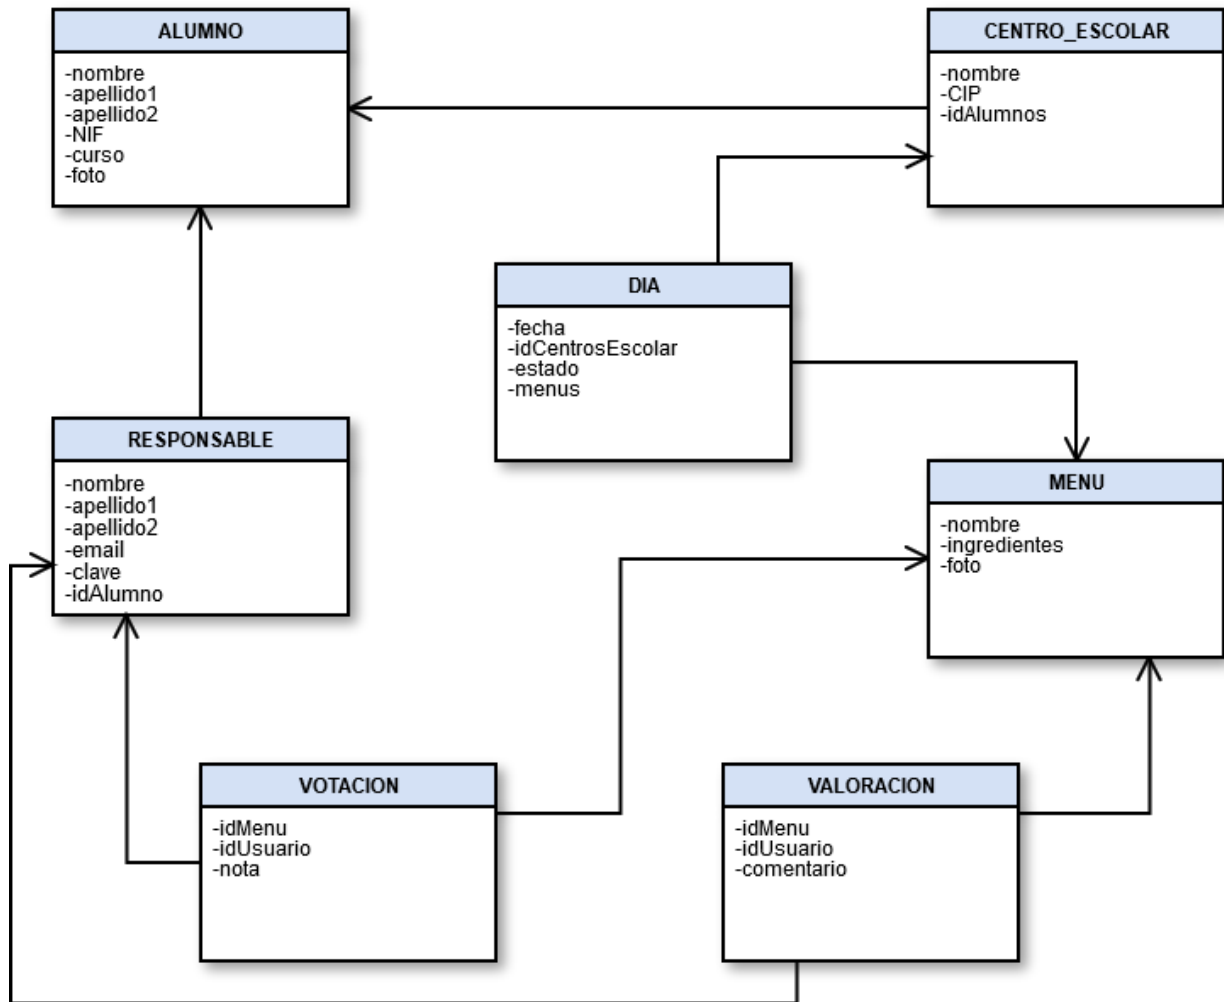 ALUMNO
-nombre
-apellido1
-apellido2
-NIF
-curso
-foto
CENTRO_ESCOLAR
-nombre
-CIP
-idAlumnos
DIA
-fecha
-idCentrosEscolar
-estado
-menus
RESPONSABLE
-nombre
-apellido1
-apellido2
-email
-clave
-idAlumno
MENU
-nombre
-ingredientes
-foto
VOTACION
-idMenu
-idUsuario
-nota
VALORACION
-idMenu
-idUsuario
-comentario